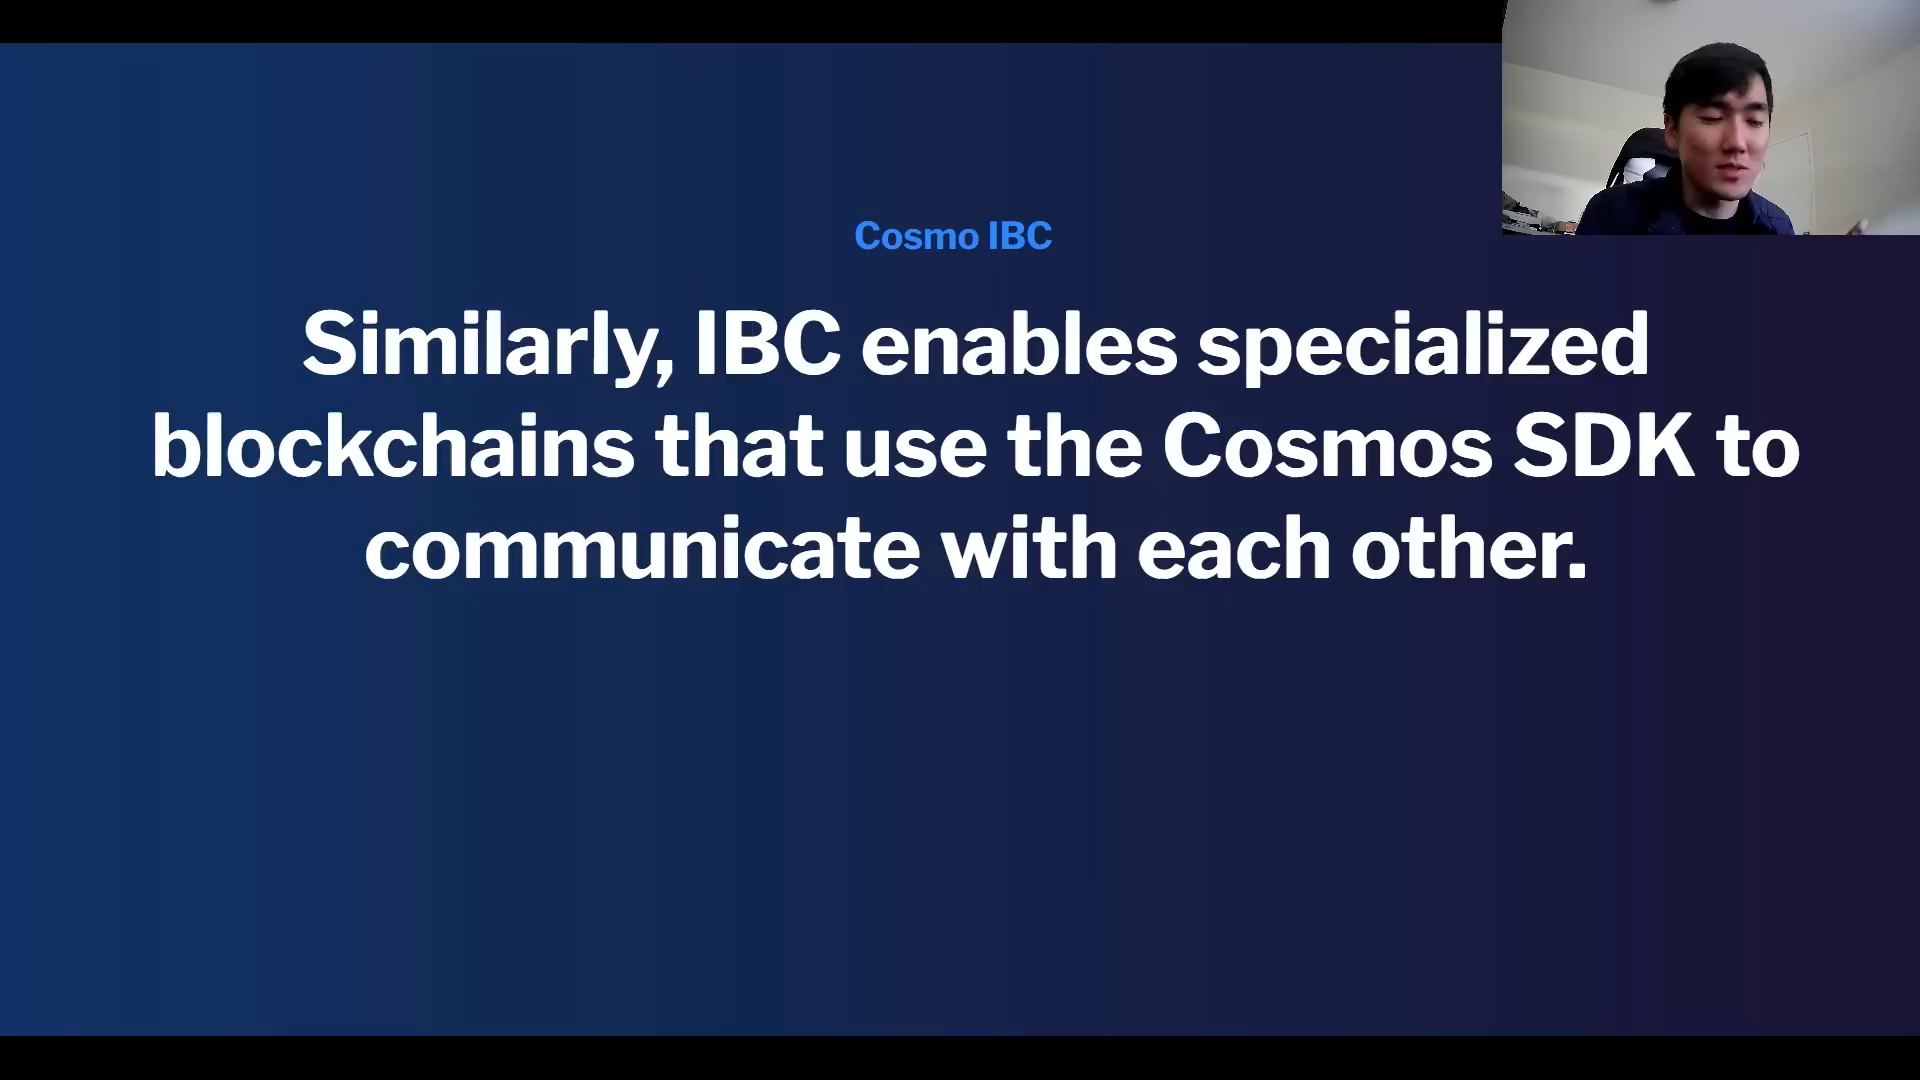 Cosmo IBC
Similarly, IBC enables specialized
blockchains that use the Cosmos SDK to
communicate with each other.